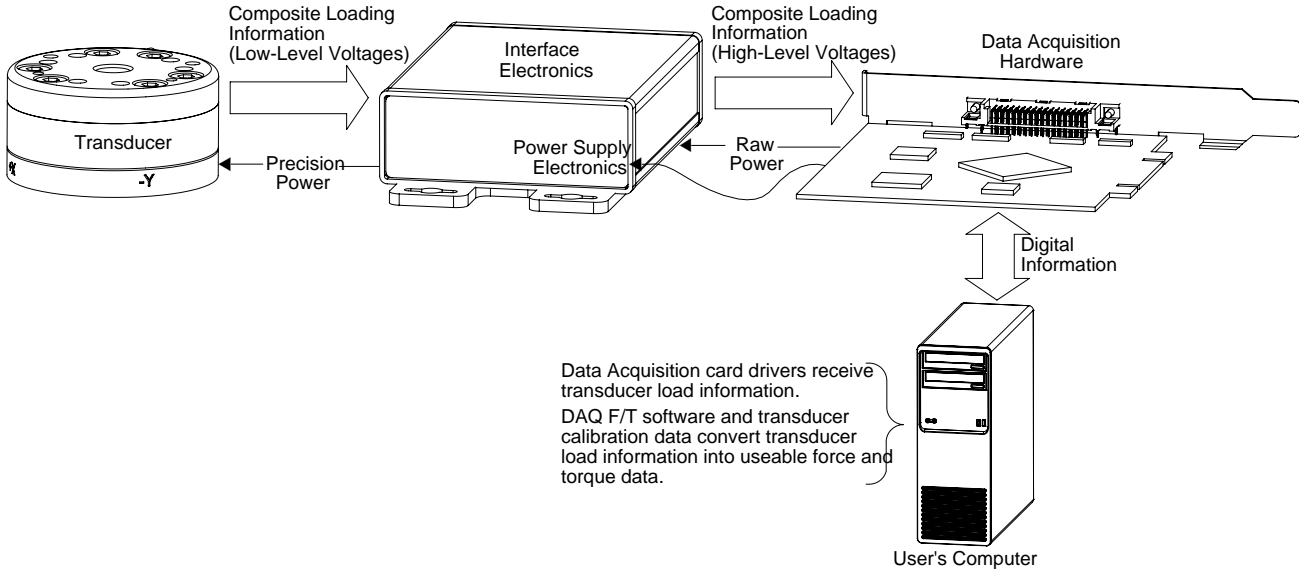 Composite Loading
Information
(Low-Level Voltages)
Composite Loading
Information
(High-Level Voltages)
Interface
Electronics
Data Acquisition
Hardware
Transducer
Precision
Power
Power Supply
Electronics
Raw
Power
-Y
Digital
Information
Data Acquisition card drivers receive
transducer load information.
DAQ F/T software and transducer
calibration data convert transducer
load information into useable force and
torque data.
User's Computer